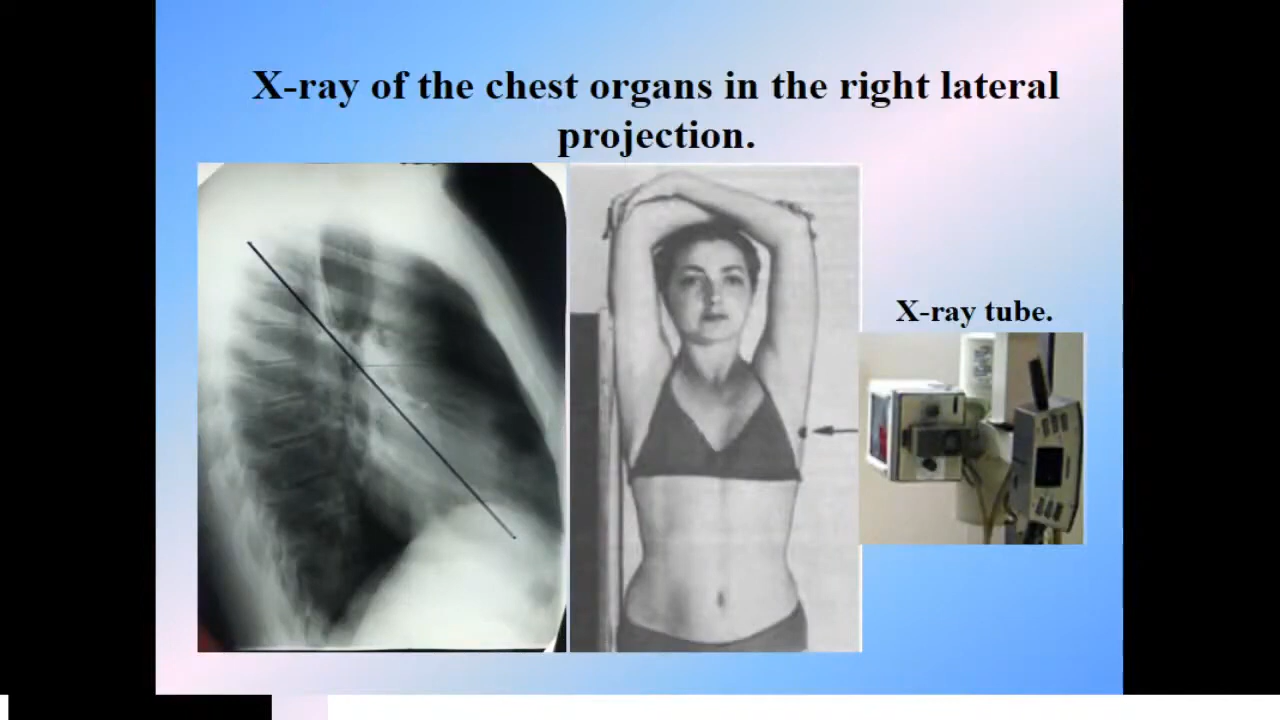 X-ray of the chest organs in the right lateral
projection.
X-ray tube.